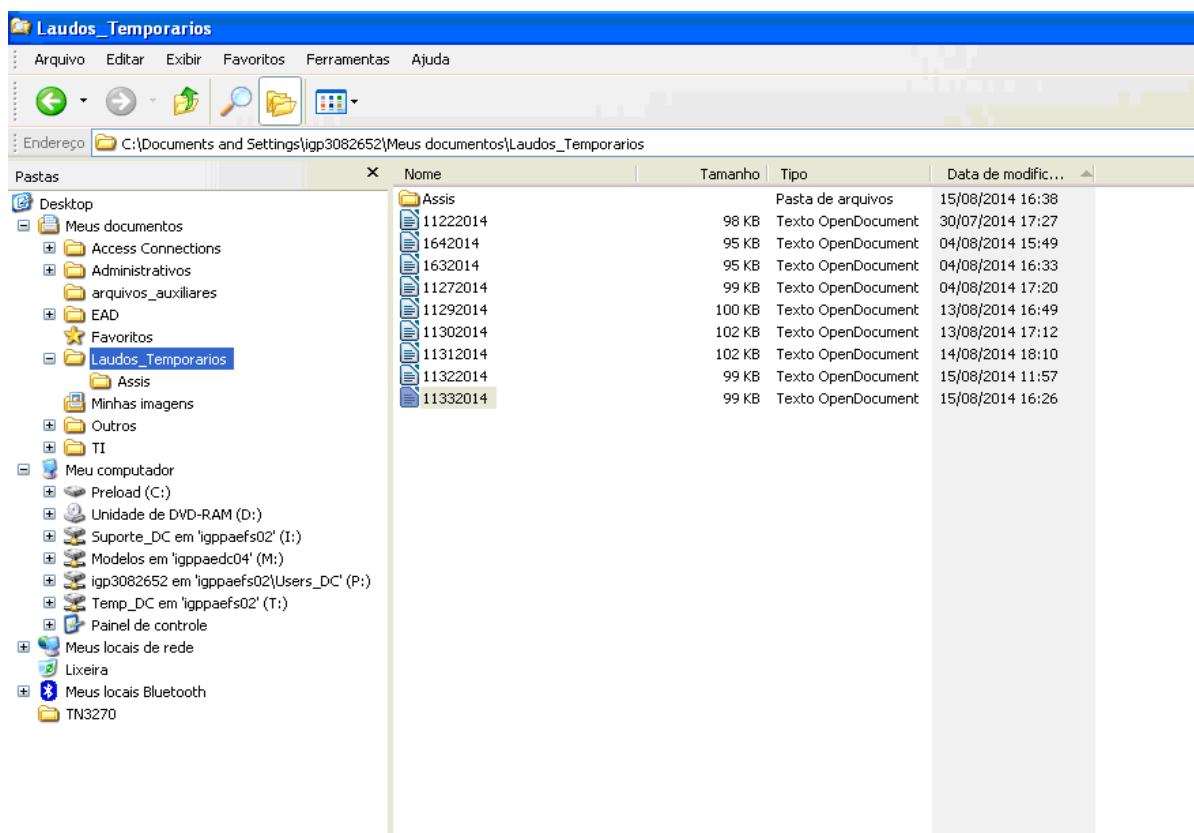 Laudos_Temporarios
Arquivo Editar Exibir Favoritos Ferramentas Ajuda
Endereço C:\Documents and Settings\igp3082652\Meus documentos\Laudos_Temporarios
Pastas
Desktop
Meus documentos
Access Connections
Administrativos
arquivos_auxiliares
EAD
Favoritos
Laudos_Temporarios
Assis
Minhas imagens
Outros
TI
Meu computador
Preload (C:)
Unidade de DVD-RAM (D:)
Suporte_DC em 'igppaefs02' (I:)
Modelos em 'igppaedc04' (M:)
igp3082652 em 'igppaefs02\Users_DC' (P:)
Temp_DC em 'igppaefs02' (T:)
Painel de controle
Meus locais de rede
Lixeira
Meus locais Bluetooth
TN3270
Nome Tamanho Tipo Data de modific...
Assis Pasta de arquivos 15/08/2014 16:38
11222014 98 KB Texto OpenDocument 30/07/2014 17:27
1642014 95 KB Texto OpenDocument 04/08/2014 15:49
1632014 95 KB Texto OpenDocument 04/08/2014 16:33
11272014 99 KB Texto OpenDocument 04/08/2014 17:20
11292014 100 KB Texto OpenDocument 13/08/2014 16:49
11302014 102 KB Texto OpenDocument 13/08/2014 17:12
11312014 102 KB Texto OpenDocument 14/08/2014 18:10
11322014 99 KB Texto OpenDocument 15/08/2014 11:57
11332014 99 KB Texto OpenDocument 15/08/2014 16:26